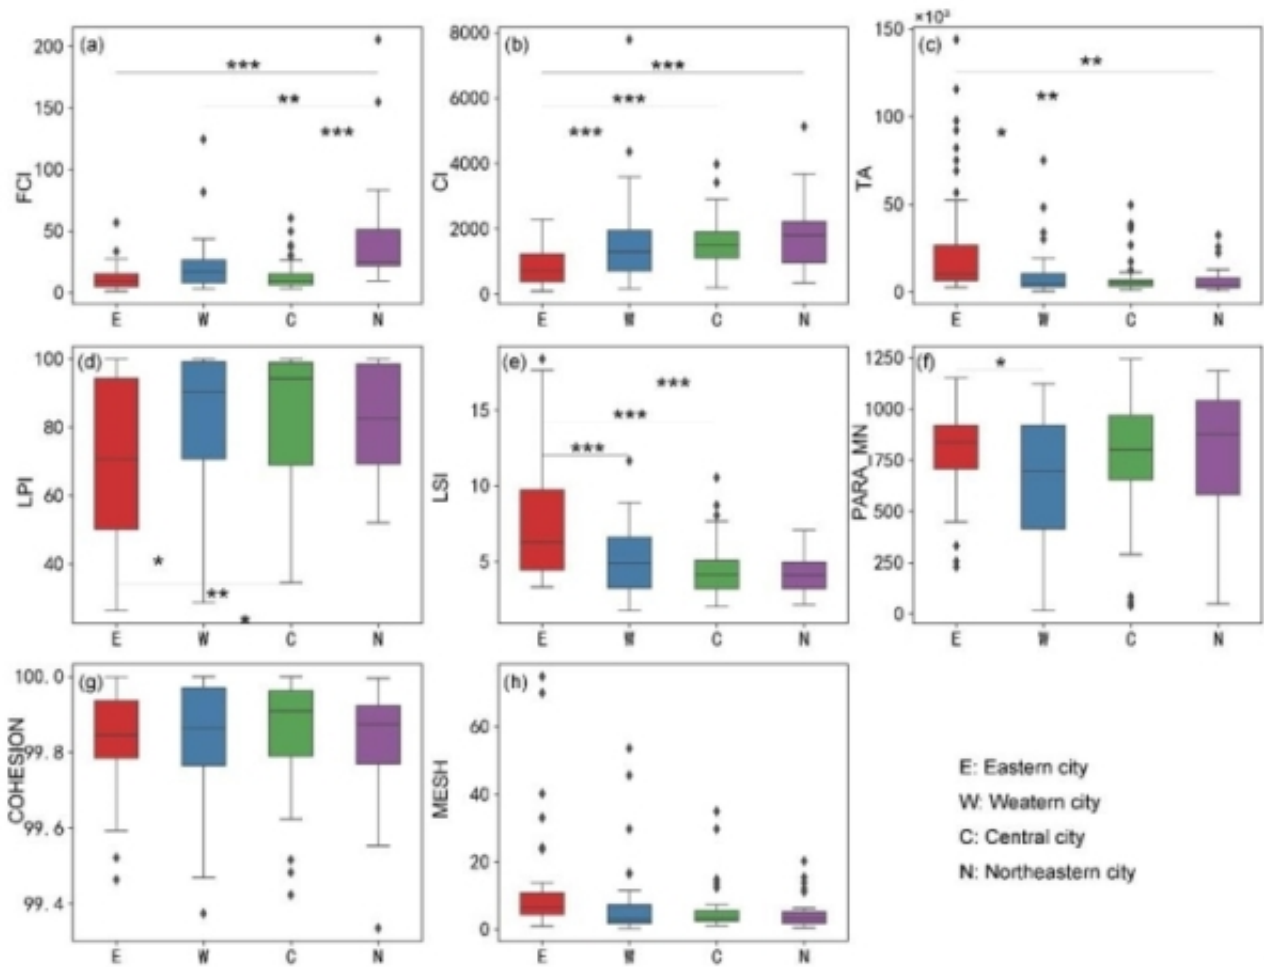 ×10³
(a)
200
150
100
50
0
FCI
***
**
***
E W C N
(b)
8000
6000
4000
2000
0
CI
***
***
***
E W C N
(c)
150
100
50
0
TA
**
**
*
E W C N
(d)
100
80
60
40
LPI
*
**
*
E W C N
(e)
15
10
5
LSI
***
***
***
E W C N
(f)
1250
1000
750
500
250
0
PARA_MN
*
E W C N
(g)
100.0
99.8
99.6
99.4
COHESION
E W C N
(h)
60
40
20
0
MESH
E W C N
E: Eastern city
W: Weatern city
C: Central city
N: Northeastern city